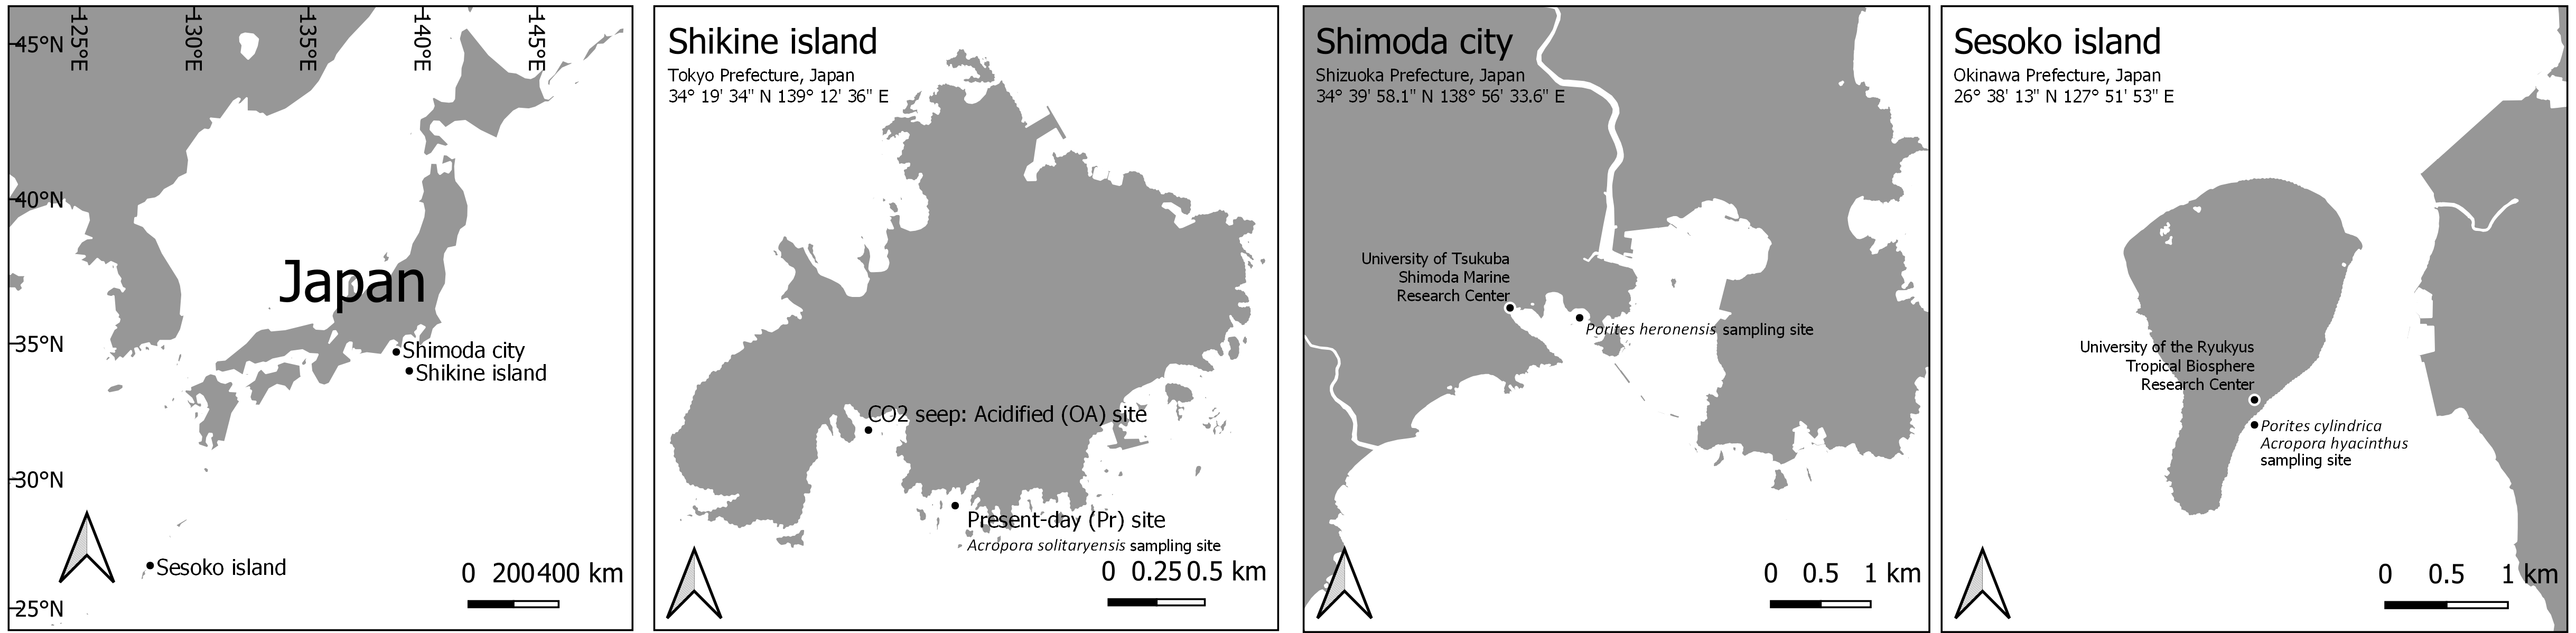 125°E
130°E
135°E
140°E
145°E
45°N
40°N
35°N
30°N
25°N
Japan
Shimoda city
Shikine island
Sesoko island
0 200 400 km
Shikine island
Tokyo Prefecture, Japan
34° 19' 34" N 139° 12' 36" E
CO2 seep: Acidified (OA) site
Present-day (Pr) site
Acropora solitaryensis sampling site
0 0.25 0.5 km
Shimoda city
Shizuoka Prefecture, Japan
34° 39' 58.1" N 138° 56' 33.6" E
University of Tsukuba
Shimoda Marine
Research Center
Porites heronensis sampling site
0 0.5 1 km
Sesoko island
Okinawa Prefecture, Japan
26° 38' 13" N 127° 51' 53" E
University of the Ryukyus
Tropical Biosphere
Research Center
Porites cylindrica
Acropora hyacinthus
sampling site
0 0.5 1 km